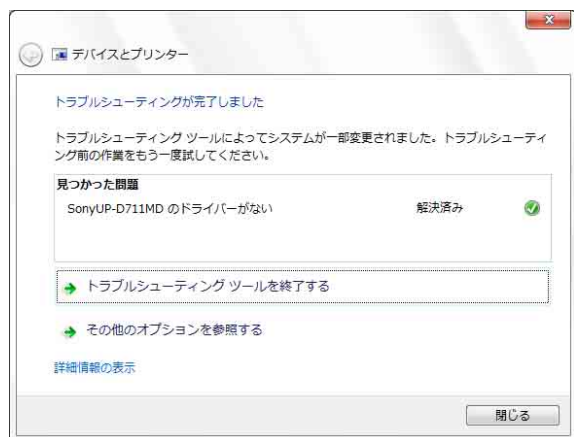 デバイスとプリンター
トラブルシューティングが完了しました
トラブルシューティング ツールによってシステムが一部変更されました。トラブルシューティ
ング前の作業をもう一度試してください。
見つかった問題
SonyUP-D711MD のドライバーがない 解決済み
トラブルシューティング ツールを終了する
その他のオプションを参照する
詳細情報の表示
閉じる